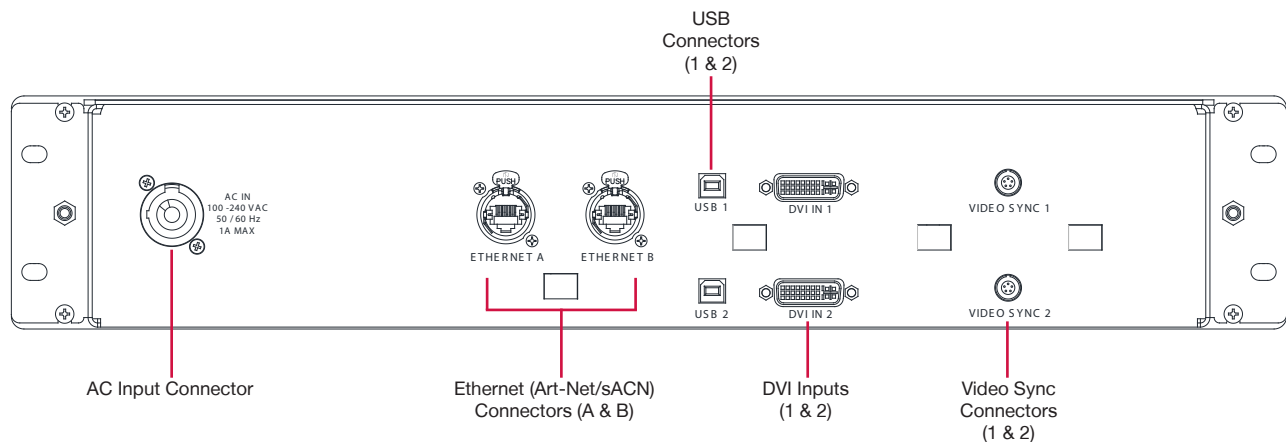 USB
Connectors
(1 & 2)
AC IN
100 -240 VAC
50 / 60 Hz
1A MAX
PUSH
PUSH
ETHERNET A
ETHERNET B
USB 1
DVI IN 1
VIDEO SYNC 1
USB 2
DVI IN 2
VIDEO SYNC 2
AC Input Connector
Ethernet (Art-Net/sACN)
Connectors (A & B)
DVI Inputs
(1 & 2)
Video Sync
Connectors
(1 & 2)